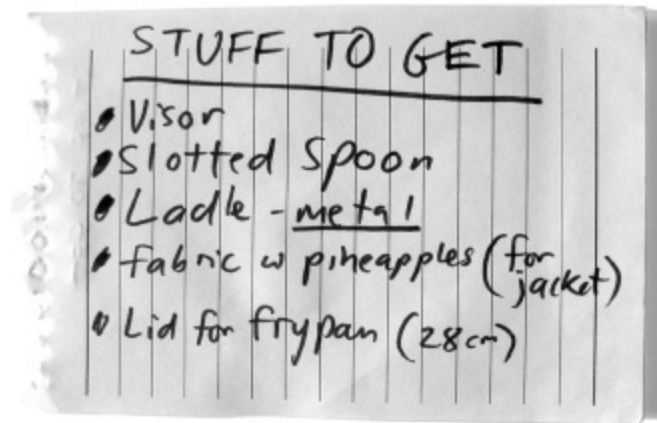 STUFF TO GET
• Visor
• Slotted Spoon
• Ladle - metal
• fabric w pineapples (for
jacket)
• Lid for frypan (28cm)